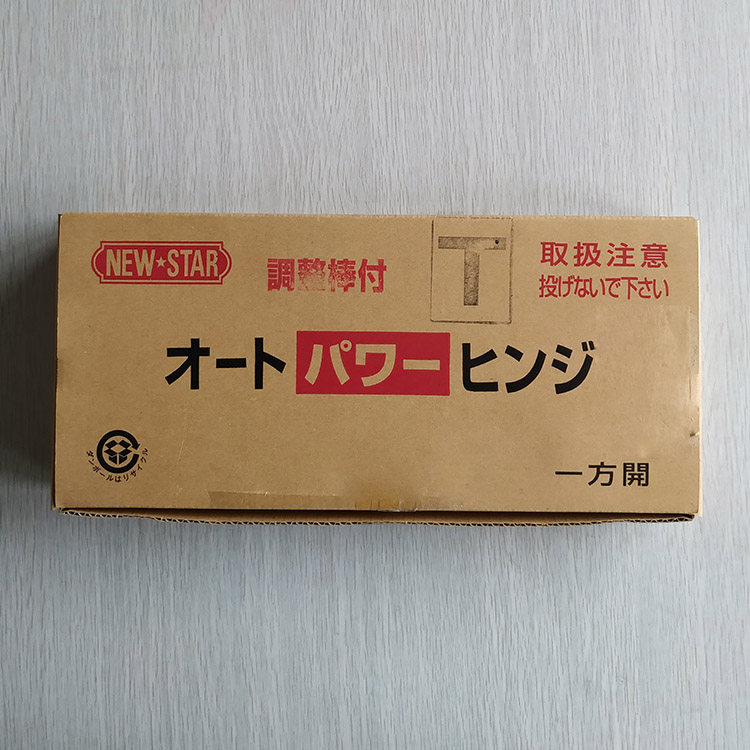 NEW★STAR
調整棒付
T
取扱注意
投げないで下さい
オートパワーヒンジ
ダンボールはリサイクル
一方開